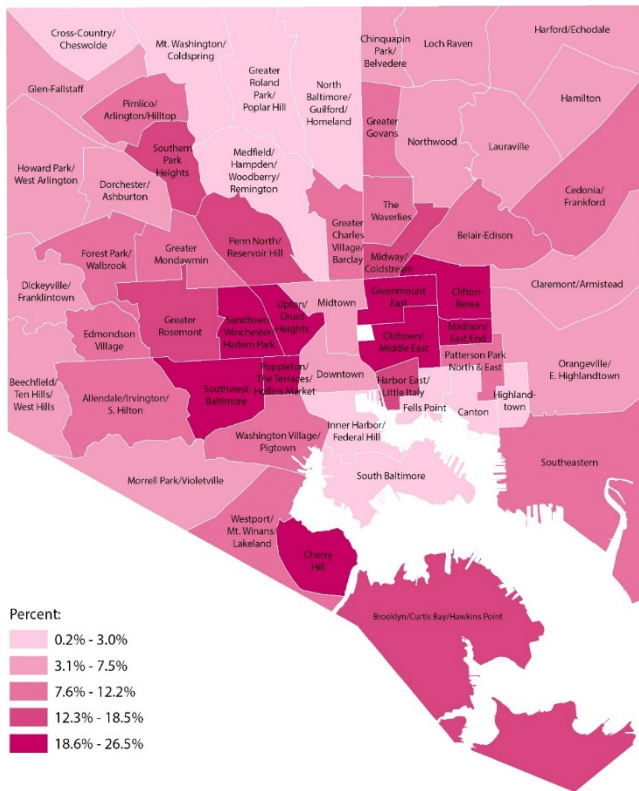 Cross-Country/
Cheswolde
Mt. Washington/
Coldspring
Greater
Roland
Park/
Poplar Hill
North
Baltimore/
Guilford/
Homeland
Chinquapin
Park/
Belvedere
Loch Raven
Harford/Echodale
Glen-Fallstaff
Pimlico/
Arlington/Hilltop
Greater
Govans
Hamilton
Northwood
Lauraville
Southern
Park
Heights
Medfield/
Hampden/
Woodberry/
Remington
Howard Park/
West Arlington
Dorchester/
Ashburton
Cedonia/
Frankford
The
Waverlies
Greater
Charles
Village/
Barclay
Belair-Edison
Penn North/
Reservoir Hill
Greater
Mondawmin
Forest Park/
Walbrook
Midway/
Coldstream
Dickeyville/
Franklintown
Claremont/Armistead
Greenmount
East
Clifton-
Berea
Midtown
Upton/
Druid
Heights
Sandtown-
Winchester/
Harlem Park
Greater
Rosemont
Edmondson
Village
Madison/
East End
Oldtown/
Middle East
Patterson Park
North & East
Orangeville/
E. Highlandtown
Poppleton/
The Terraces/
Hollins Market
Downtown
Harbor East/
Little Italy
Southwest
Baltimore
Beechfield/
Ten Hills/
West Hills
Allendale/Irvington/
S. Hilton
Fells Point
Canton
Highland-
town
Inner Harbor/
Federal Hill
Washington Village/
Pigtown
Southeastern
Morrell Park/Violetville
South Baltimore
Westport/
Mt. Winans/
Lakeland
Cherry
Hill
Brooklyn/Curtis Bay/Hawkins Point
Percent:
0.2% - 3.0%
3.1% - 7.5%
7.6% - 12.2%
12.3% - 18.5%
18.6% - 26.5%